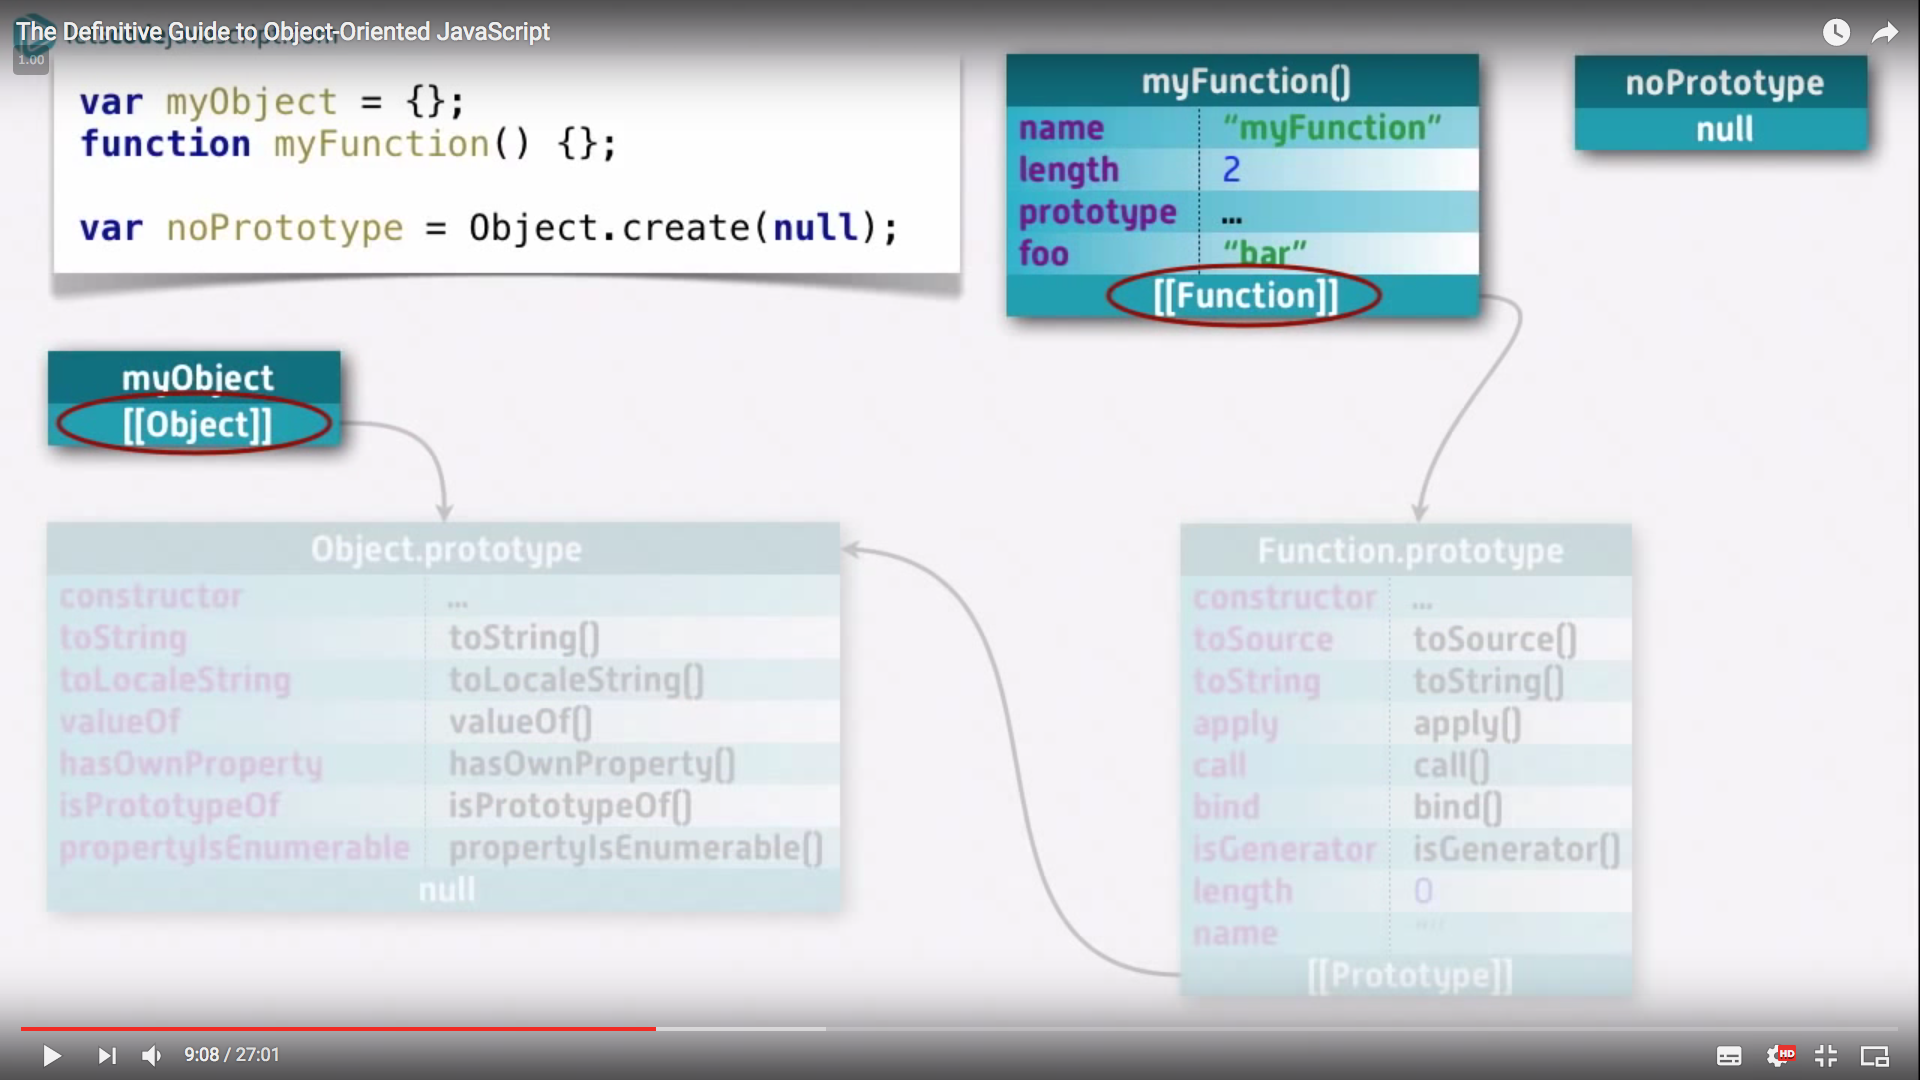 The Definitive Guide to Object-Oriented JavaScript
1.00
var myObject = {};
function myFunction() {};
var noPrototype = Object.create(null);
myFunction()
name “myFunction”
length 2
prototype ...
foo “bar”
[[Function]]
noPrototype
null
myObject
[[Object]]
Object.prototype
constructor ...
toString toString()
toLocaleString toLocaleString()
valueOf valueOf()
hasOwnProperty hasOwnProperty()
isPrototypeOf isPrototypeOf()
propertyIsEnumerable propertyIsEnumerable()
null
Function.prototype
constructor ...
toSource toSource()
toString toString()
apply apply()
call call()
bind bind()
isGenerator isGenerator()
length 0
name “”
[[Prototype]]
9:08 / 27:01
HD